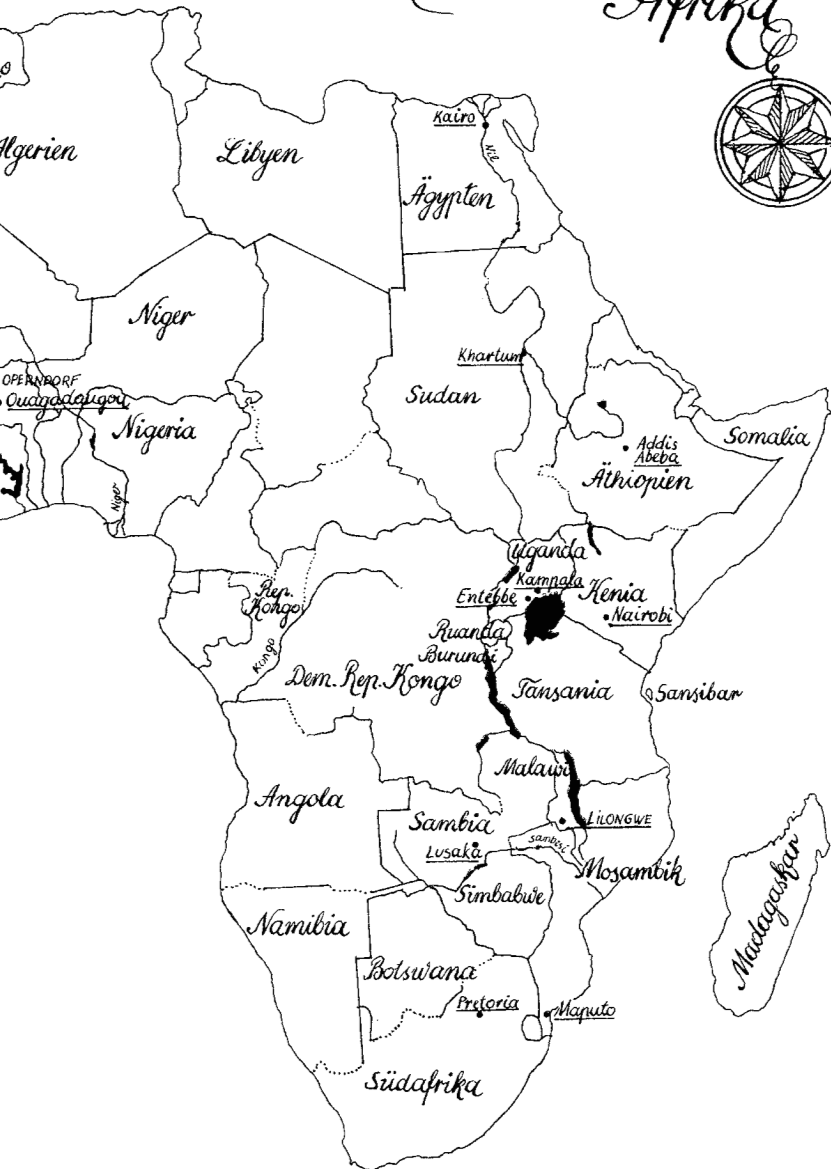 Afrika
Kairo
Nil
Algerien
Libyen
Ägypten
Niger
Khartum
Sudan
OPERNDORF
Ouagadougou
Nigeria
Niger
Addis
Abeba
Somalia
Äthiopien
Uganda
Kampala
Entebbe
Kenia
Nairobi
Rep.
Kongo
Kongo
Ruanda
Burundi
Dem. Rep. Kongo
Tansania
Sansibar
Malawi
Angola
Sambia
LILONGWE
Lusaka
Sambesi
Mosambik
Simbabwe
Madagaskar
Namibia
Botswana
Pretoria
Maputo
Südafrika